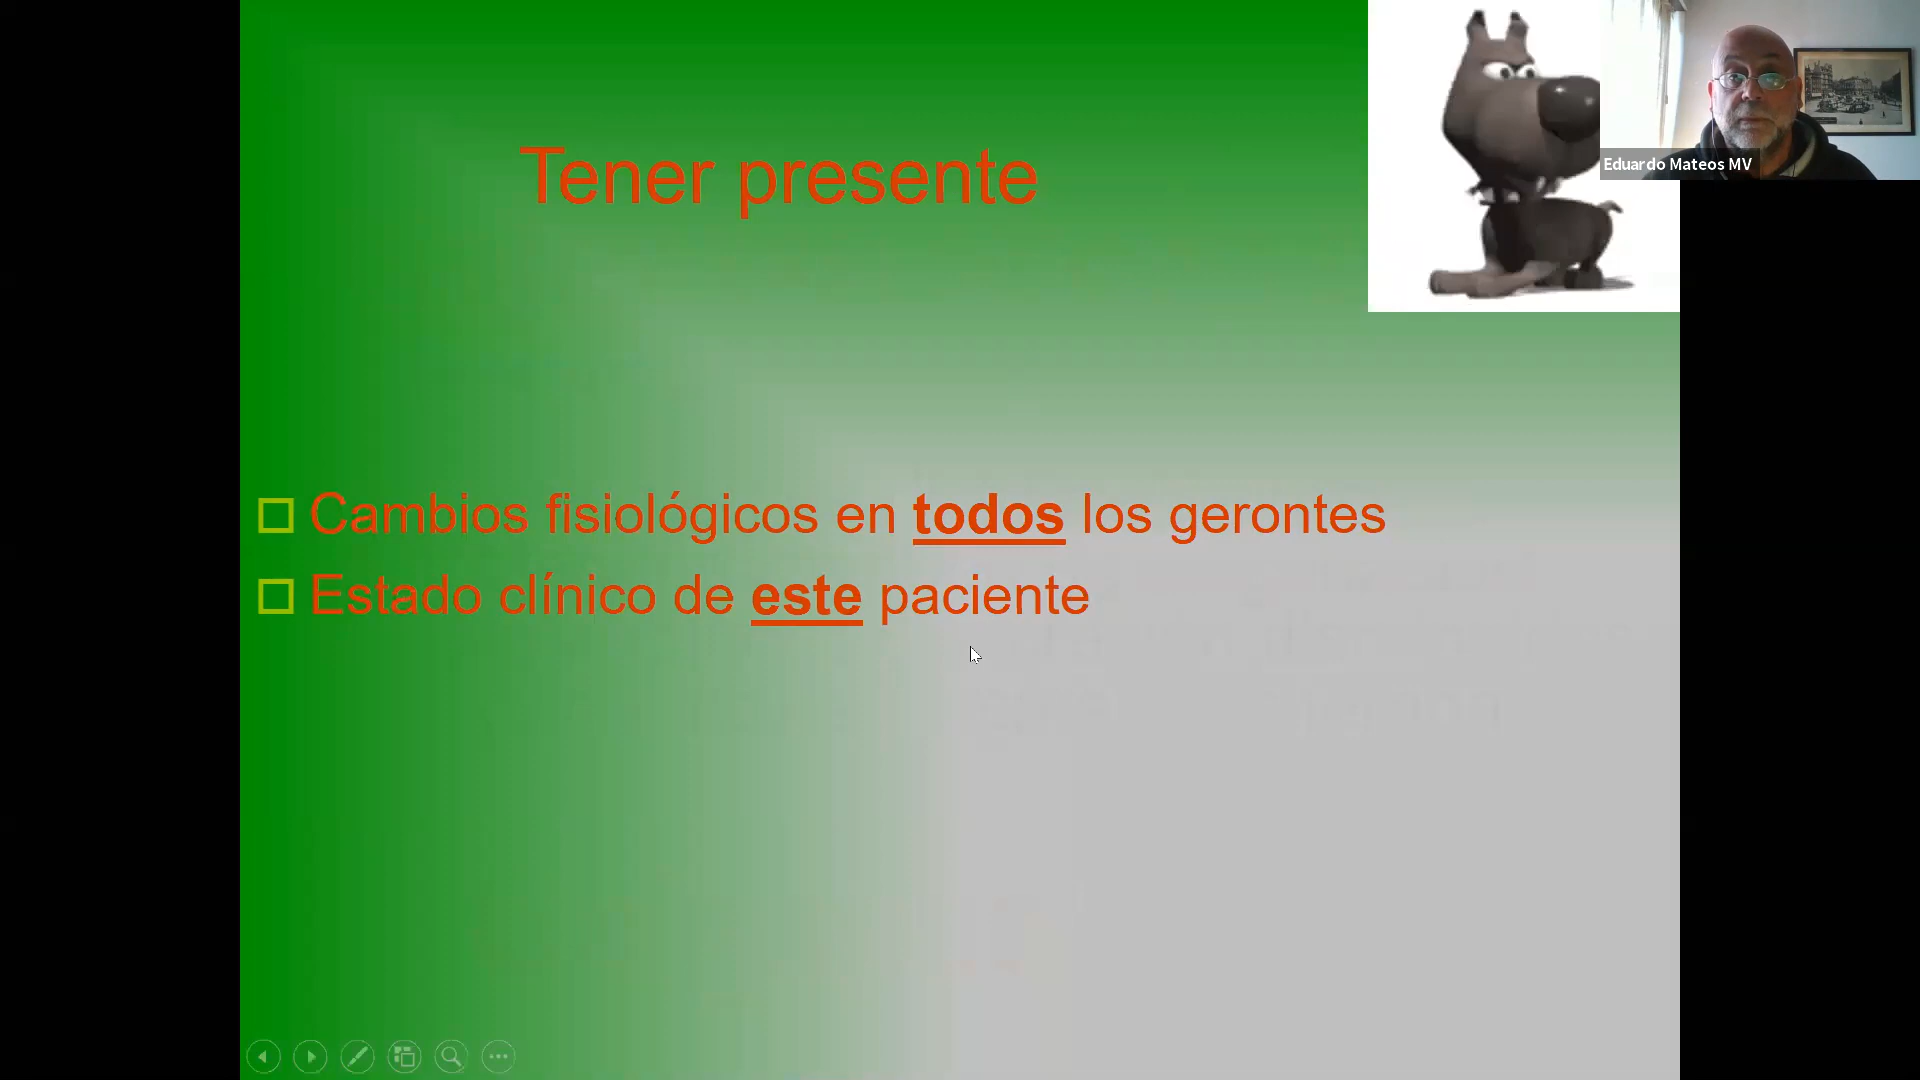 Tener presente
Eduardo Mateos MV
Cambios fisiológicos en todos los gerontes
Estado clínico de este paciente